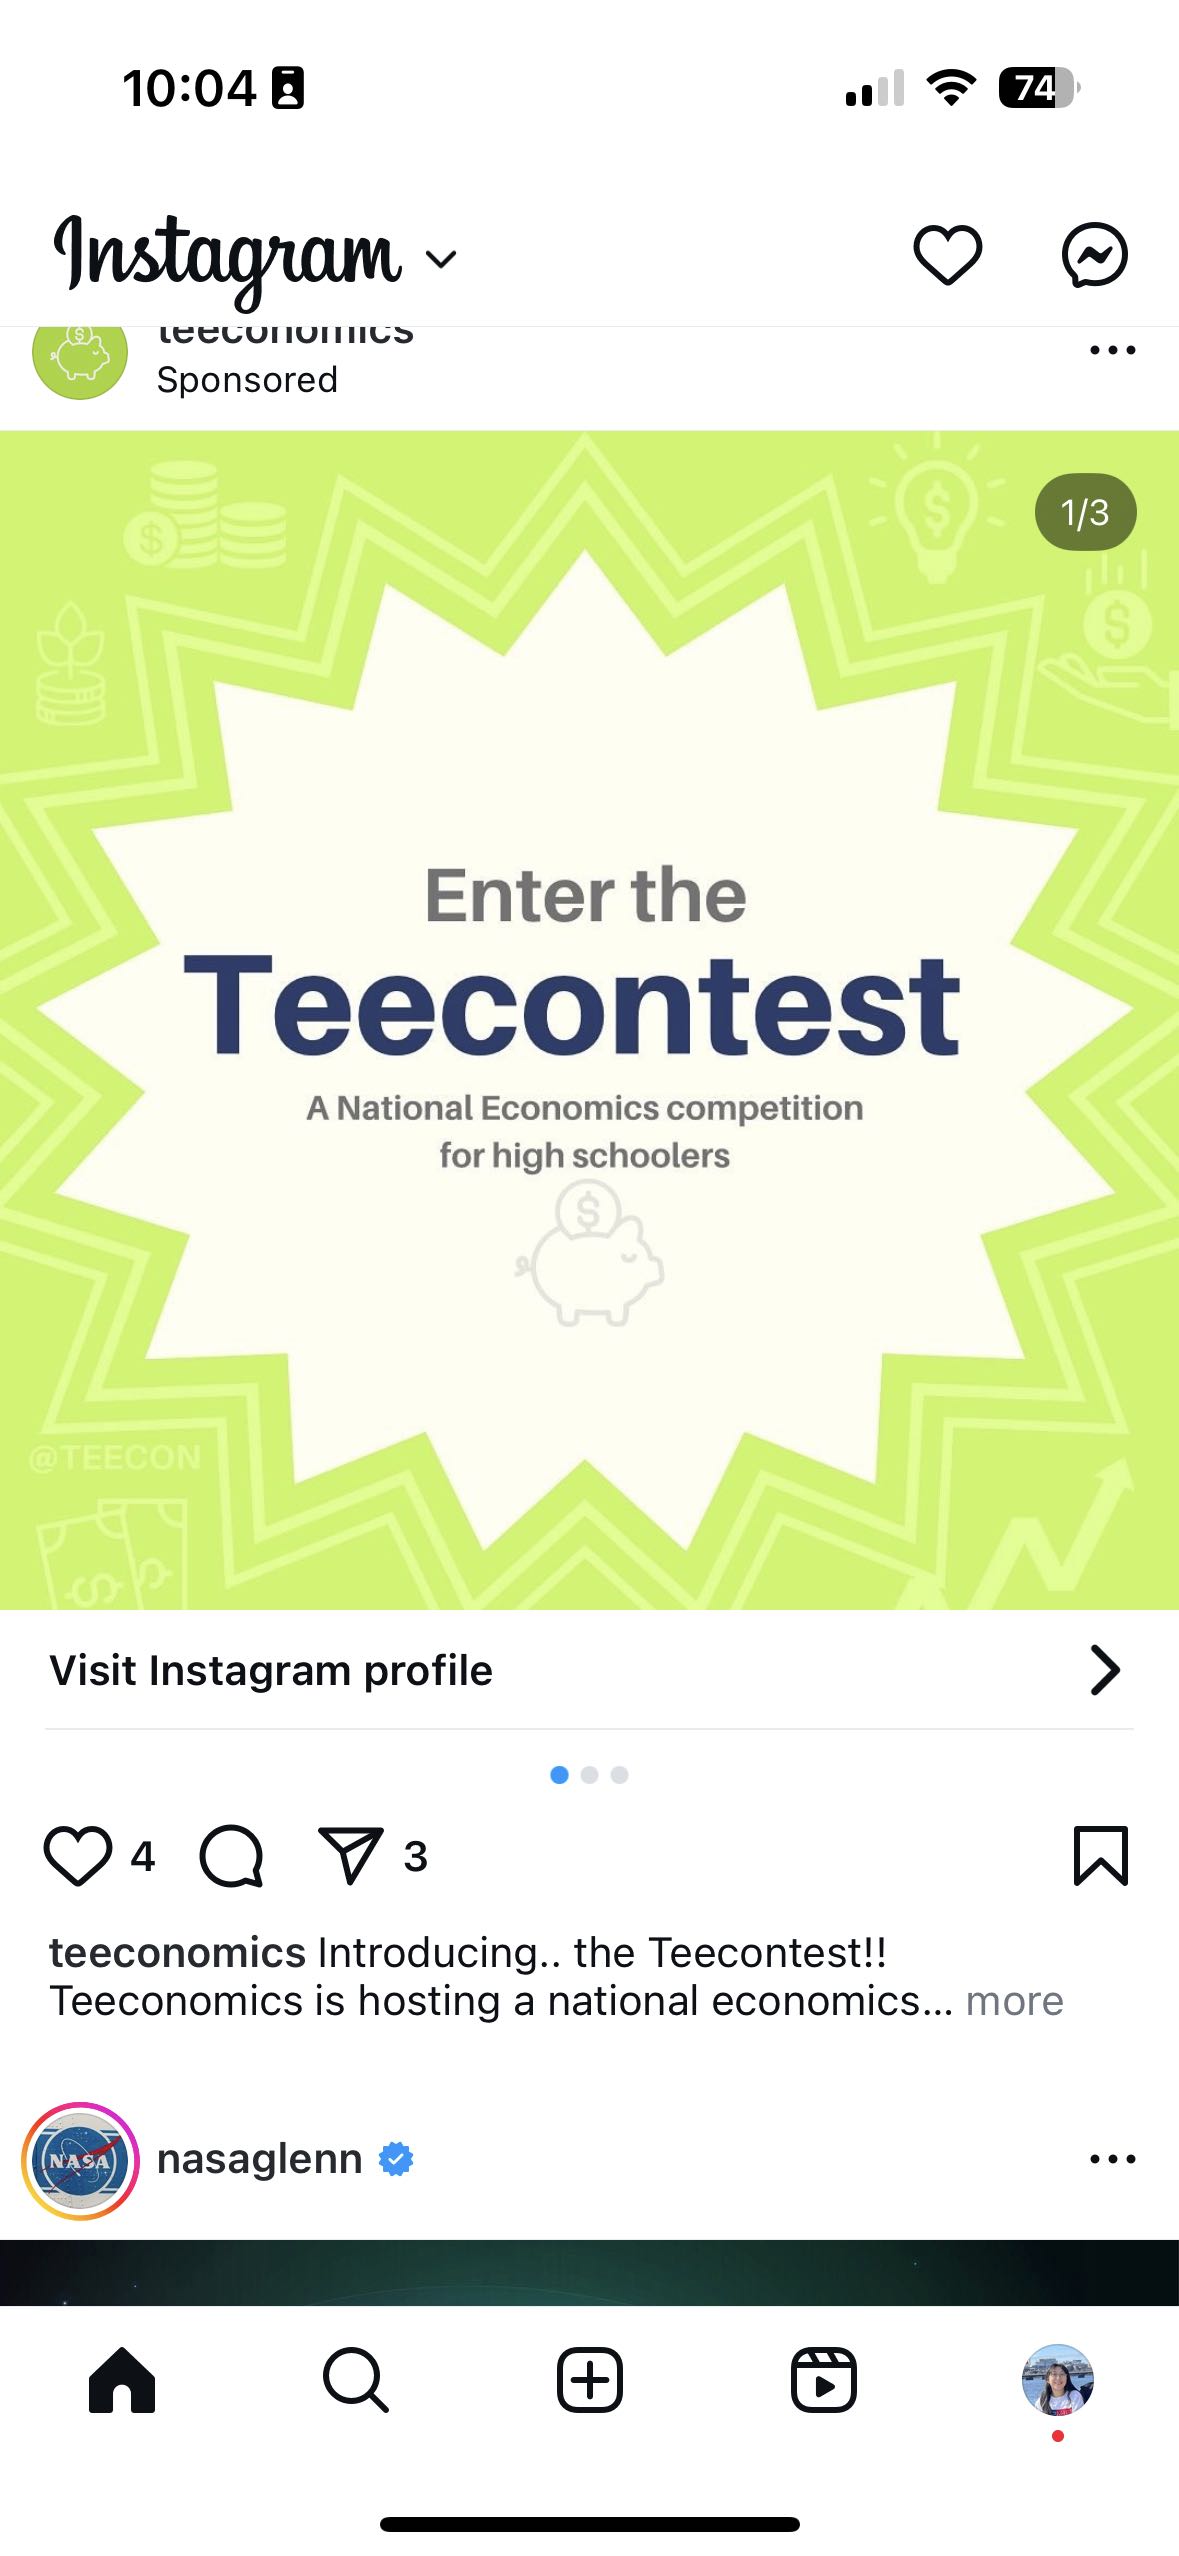 10:04
74
Instagram
teeconomics
Sponsored
$
$
$
1/3
$
Enter the
Teecontest
A National Economics competition
for high schoolers
$
@TEECON
$ $
Visit Instagram profile
4
3
teeconomics Introducing.. the Teecontest!!
Teeconomics is hosting a national economics... more
NASA
nasaglenn